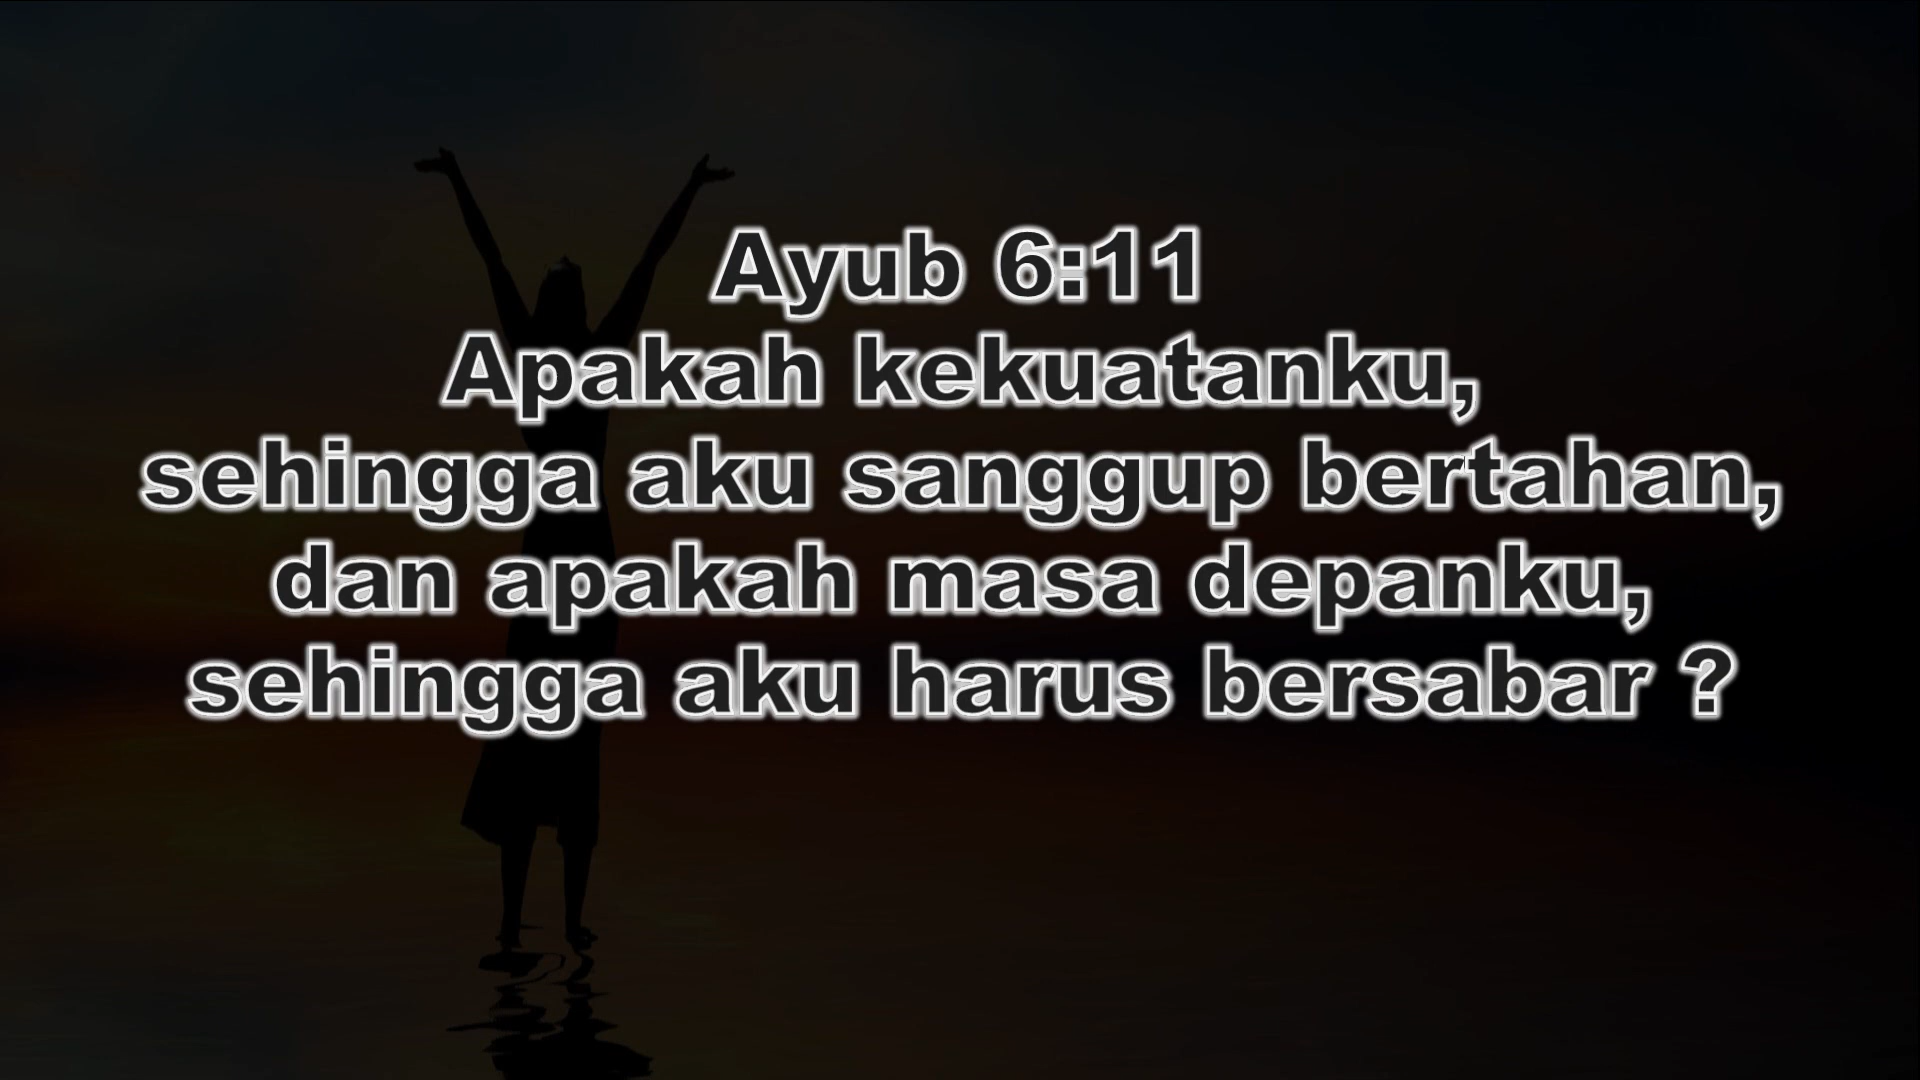 Ayub 6:11
Apakah kekuatanku,
sehingga aku sanggup bertahan,
dan apakah masa depanku,
sehingga aku harus bersabar ?